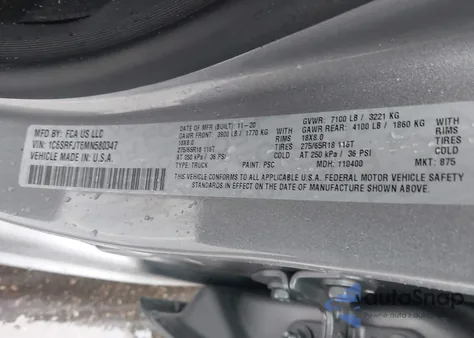 MFD BY: FCA US LLC
DATE OF MFR (BUILT): 11-20
GVWR: 7100 LB / 3221 KG
VIN: 1C6SRFJT6MN580347
GAWR FRONT: 3900 LB / 1770 KG
GAWR REAR: 4100 LB / 1860 KG
VEHICLE MADE IN: U.S.A.
18X8.0
RIMS
18X8.0
275/65R18 116T
TIRES
275/65R18 116T
AT 250 kPa / 36 PSI
COLD
AT 250 kPa / 36 PSI
COLD
TYPE: TRUCK
PAINT: PSC
MDH: 110400
MKT: 875
THIS VEHICLE CONFORMS TO ALL APPLICABLE U.S.A. FEDERAL MOTOR VEHICLE SAFETY
STANDARDS IN EFFECT ON THE DATE OF MANUFACTURE SHOWN ABOVE.
AutoSnap